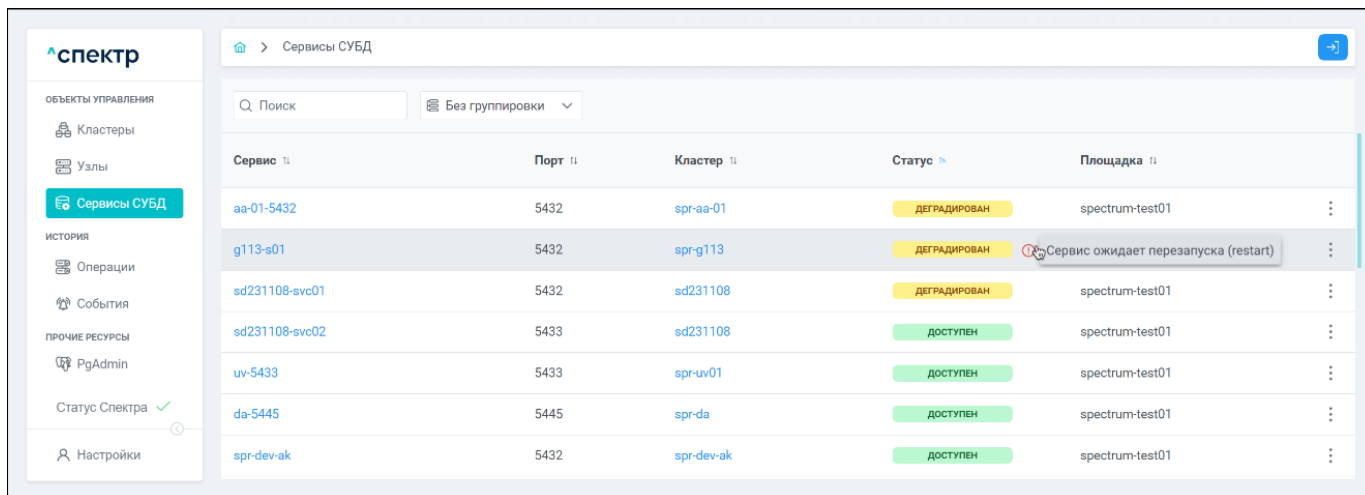 ^спектр
ОБЪЕКТЫ УПРАВЛЕНИЯ
Кластеры
Узлы
Сервисы СУБД
ИСТОРИЯ
Операции
События
ПРОЧИЕ РЕСУРСЫ
PgAdmin
Статус Спектра
Настройки
> Сервисы СУБД
Поиск Без группировки
Сервис Порт Кластер Статус Площадка
aa-01-5432 5432 spr-aa-01 ДЕГРАДИРОВАН spectrum-test01
g113-s01 5432 spr-g113 ДЕГРАДИРОВАН Сервис ожидает перезапуска (restart)
sd231108-svc01 5432 sd231108 ДЕГРАДИРОВАН spectrum-test01
sd231108-svc02 5433 sd231108 ДОСТУПЕН spectrum-test01
uv-5433 5433 spr-uv01 ДОСТУПЕН spectrum-test01
da-5445 5445 spr-da ДОСТУПЕН spectrum-test01
spr-dev-ak 5432 spr-dev-ak ДОСТУПЕН spectrum-test01